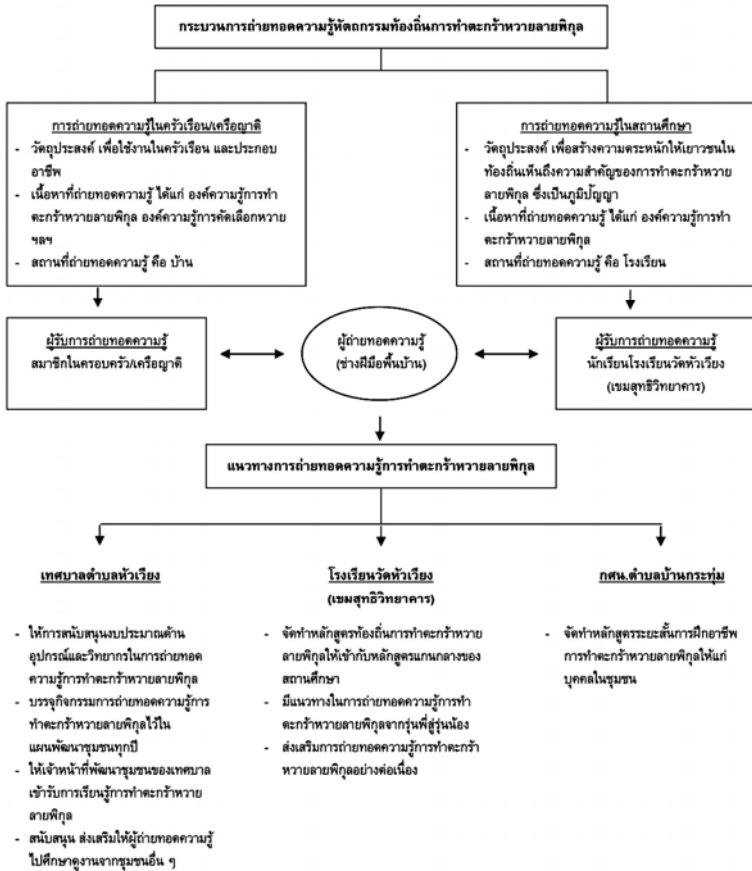 กระบวนการถ่ายทอดความรู้หัตถกรรมท้องถิ่นการทำตะกร้าหวายลายพิกุล
การถ่ายทอดความรู้ในครัวเรือน/เครือญาติ
- วัตถุประสงค์ เพื่อใช้งานในครัวเรือน และประกอบ
อาชีพ
- เนื้อหาที่ถ่ายทอดความรู้ ได้แก่ องค์ความรู้การทำ
ตะกร้าหวายลายพิกุล องค์ความรู้การคัดเลือกหวาย
ฯลฯ
- สถานที่ถ่ายทอดความรู้ คือ บ้าน
การถ่ายทอดความรู้ในสถานศึกษา
- วัตถุประสงค์ เพื่อสร้างความตระหนักให้เยาวชนใน
ท้องถิ่นเห็นถึงความสำคัญของการทำตะกร้าหวาย
ลายพิกุล ซึ่งเป็นภูมิปัญญา
- เนื้อหาที่ถ่ายทอดความรู้ ได้แก่ องค์ความรู้การทำ
ตะกร้าหวายลายพิกุล
- สถานที่ถ่ายทอดความรู้ คือ โรงเรียน
ผู้รับการถ่ายทอดความรู้
สมาชิกในครอบครัว/เครือญาติ
ผู้ถ่ายทอดความรู้
(ช่างฝีมือพื้นบ้าน)
ผู้รับการถ่ายทอดความรู้
นักเรียนโรงเรียนวัดหัวเวียง
(เขมสุทธิวิทยาคาร)
แนวทางการถ่ายทอดความรู้การทำตะกร้าหวายลายพิกุล
เทศบาลตำบลหัวเวียง
- ให้การสนับสนุนงบประมาณด้าน
อุปกรณ์และวิทยากรในการถ่ายทอด
ความรู้การทำตะกร้าหวายลายพิกุล
- บรรจุกิจกรรมการถ่ายทอดความรู้การ
ทำตะกร้าหวายลายพิกุลไว้ใน
แผนพัฒนาชุมชนทุกปี
- ให้เจ้าหน้าที่พัฒนาชุมชนของเทศบาล
เข้ารับการเรียนรู้การทำตะกร้าหวาย
ลายพิกุล
- สนับสนุน ส่งเสริมให้ผู้ถ่ายทอดความรู้
ไปศึกษาดูงานจากชุมชนอื่น ๆ
โรงเรียนวัดหัวเวียง
(เขมสุทธิวิทยาคาร)
- จัดทำหลักสูตรท้องถิ่นการทำตะกร้าหวาย
ลายพิกุลให้เข้ากับหลักสูตรแกนกลางของ
สถานศึกษา
- มีแนวทางในการถ่ายทอดความรู้การทำ
ตะกร้าหวายลายพิกุลจากรุ่นพี่สู่รุ่นน้อง
- ส่งเสริมการถ่ายทอดความรู้การทำตะกร้า
หวายลายพิกุลอย่างต่อเนื่อง
กศน.ตำบลบ้านกระทุ่ม
- จัดทำหลักสูตรระยะสั้นการฝึกอาชีพ
การทำตะกร้าหวายลายพิกุลให้แก่
บุคคลในชุมชน